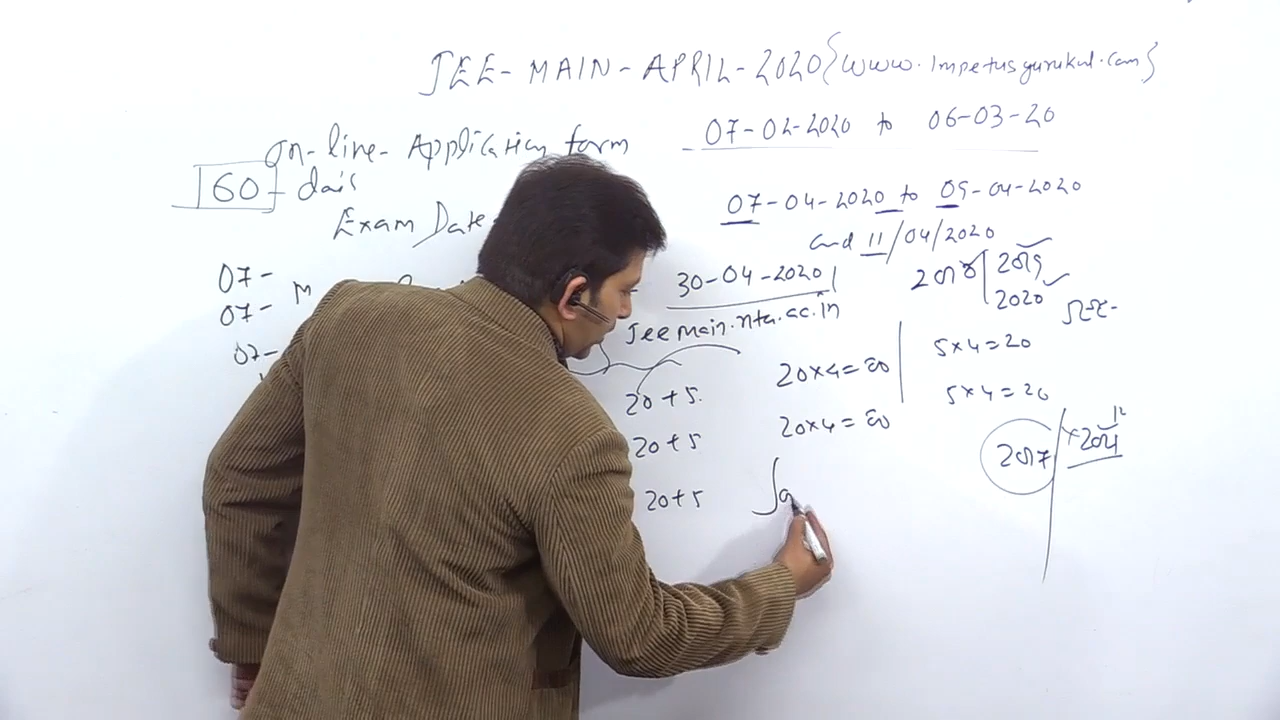 JEE-MAIN-APRIL-2020{www.impetusgurukul.com}
on-line-Application form 07-02-2020 to 06-03-20
60 - dais
07-04-2020 to 09-04-2020
Exam Date
and 11/04/2020
07-
30-04-2020
2018 2019
2020
07-
M
Jeemain.nta.ac.in
07-
20+5 20×4=80 5×4=20
20+5 20×4=80 5×4=20
2017
20+5